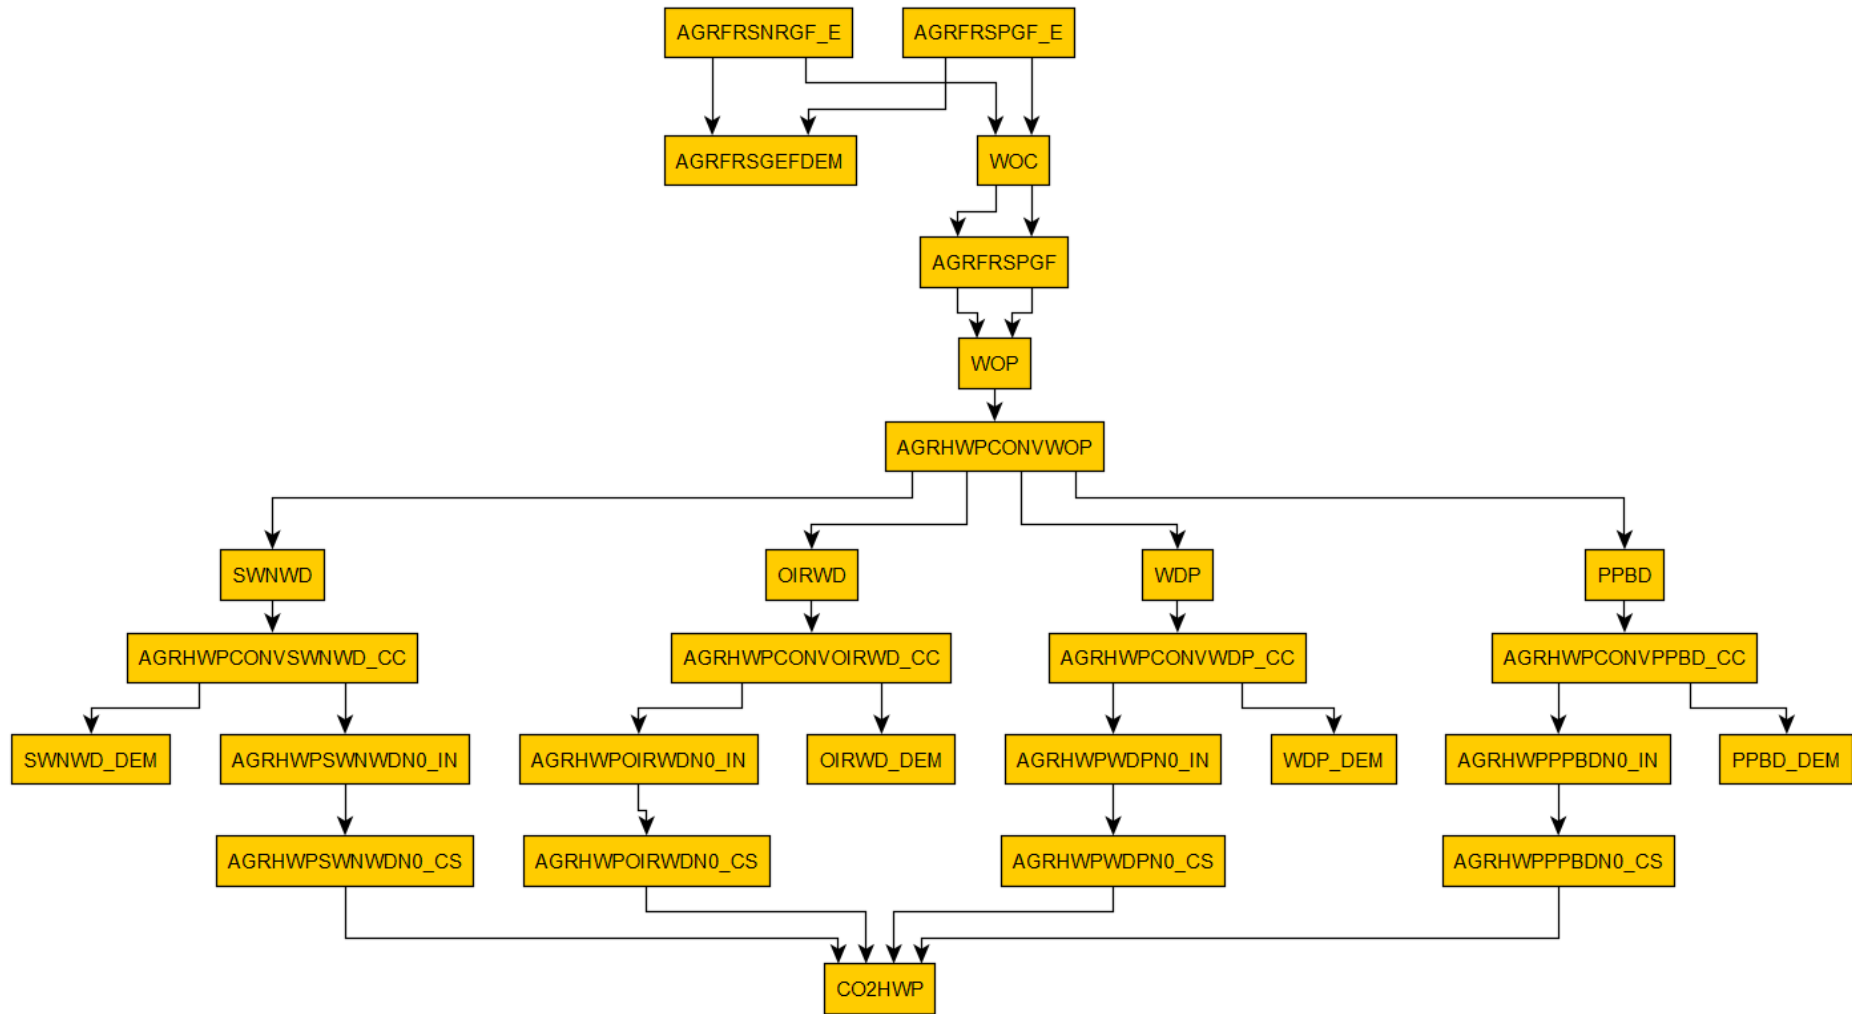 AGRFRSNRGF_E
AGRFRSPGF_E
AGRFRSGEFDEM
WOC
AGRFRSPGF
WOP
AGRHWPCONVWOP
SWNWD
OIRWD
WDP
PPBD
AGRHWPCONVSWNWD_CC
AGRHWPCONVOIRWD_CC
AGRHWPCONVWDP_CC
AGRHWPCONVPPBD_CC
SWNWD_DEM
AGRHWPSWNWDN0_IN
AGRHWPOIRWDN0_IN
OIRWD_DEM
AGRHWPWDPN0_IN
WDP_DEM
AGRHWPPPBDN0_IN
PPBD_DEM
AGRHWPSWNWDN0_CS
AGRHWPOIRWDN0_CS
AGRHWPWDPN0_CS
AGRHWPPPBDN0_CS
CO2HWP